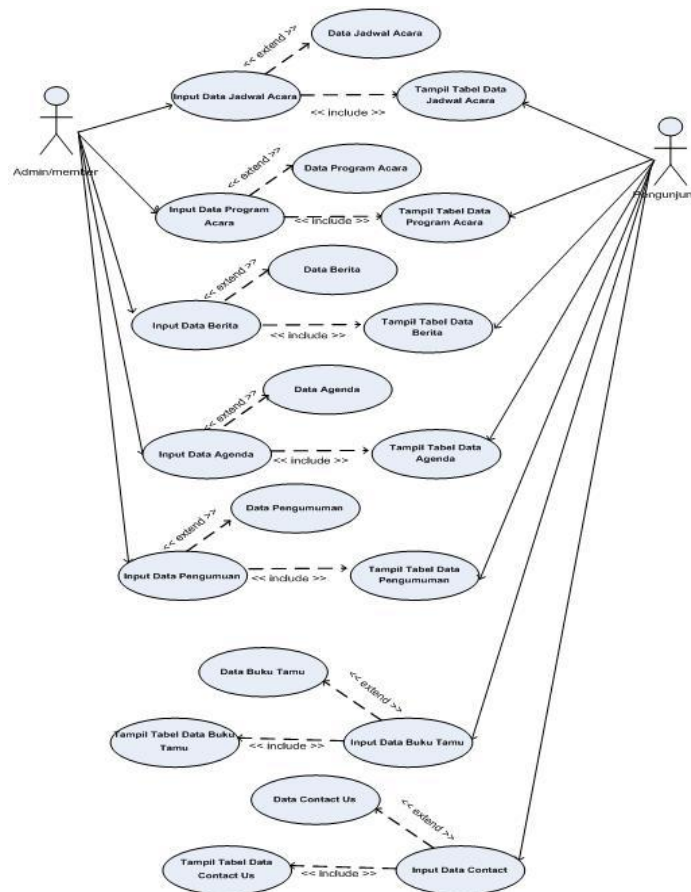 Data Jadwal Acara
<< extend >>
Input Data Jadwal Acara
Tampil Tabel Data
Jadwal Acara
<< include >>
Admin/member
Pengunjun
Data Program Acara
<< extend >>
Input Data Program
Acara
<< include >>
Tampil Tabel Data
Program Acara
Data Berita
<< extend >>
Input Data Berita
<< include >>
Tampil Tabel Data
Berita
Data Agenda
<< extend >>
Input Data Agenda
<< include >>
Tampil Tabel Data
Agenda
Data Pengumuman
<< extend >>
Input Data Pengumuan
<< include >>
Tampil Tabel Data
Pengumuman
Data Buku Tamu
<< extend >>
Tampil Tabel Data Buku
Tamu
<< include >>
Input Data Buku Tamu
Data Contact Us
<< extend >>
Tampil Tabel Data
Contact Us
<< include >>
Input Data Contact